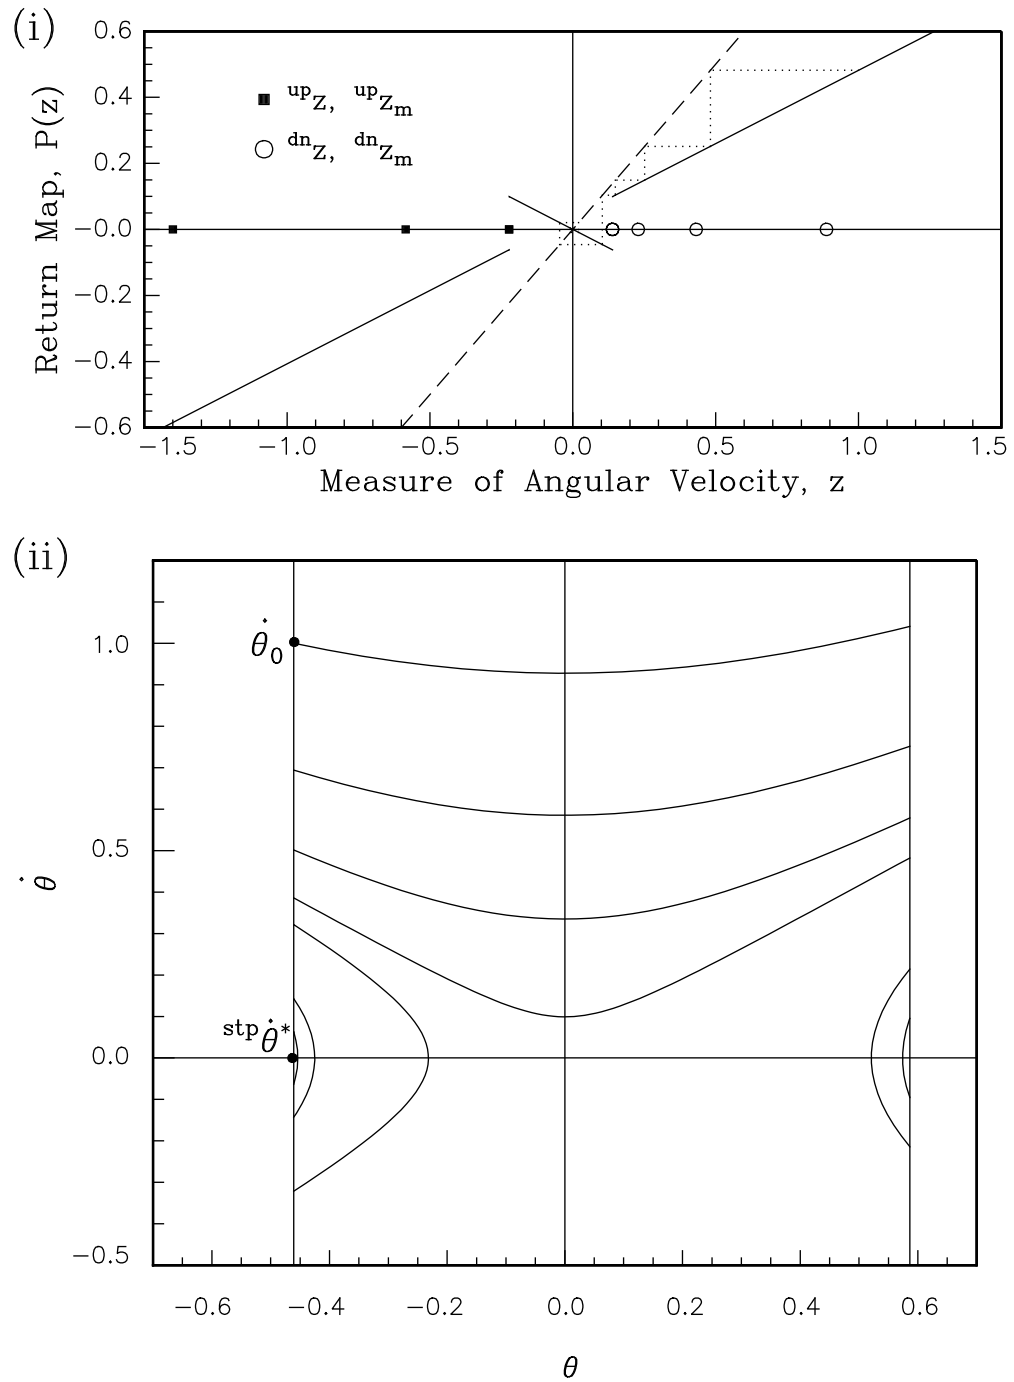 (i)
Return Map, P(z)
0.6
0.4
0.2
−0.0
−0.2
−0.4
−0.6
upz, upzm
dnz, dnzm
−1.5 −1.0 −0.5 0.0 0.5 1.0 1.5
Measure of Angular Velocity, z
(ii)
θ̇
1.0
0.5
0.0
−0.5
θ̇0
stpθ̇*
−0.6 −0.4 −0.2 0.0 0.2 0.4 0.6
θ